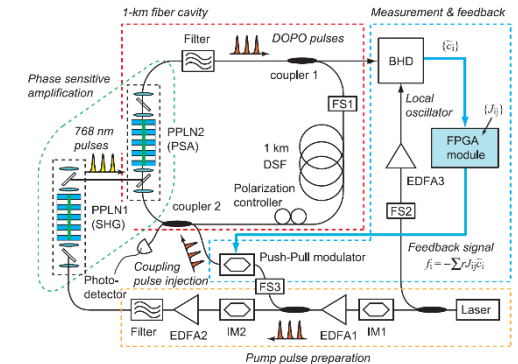 1-km fiber cavity
Measurement & feedback
Filter
DOPO pulses
coupler 1
BHD
{c̃i}
Phase sensitive
amplification
FS1
Local
oscillator
{Jij}
FPGA
module
768 nm
pulses
PPLN2
(PSA)
1 km
DSF
EDFA3
Polarization
controller
PPLN1
(SHG)
coupler 2
FS2
Feedback signal
fi=−∑rJijc̃i
Photo-
detector
Coupling
pulse injection
Push-Pull modulator
FS3
Filter
EDFA2
IM2
EDFA1
IM1
Laser
Pump pulse preparation